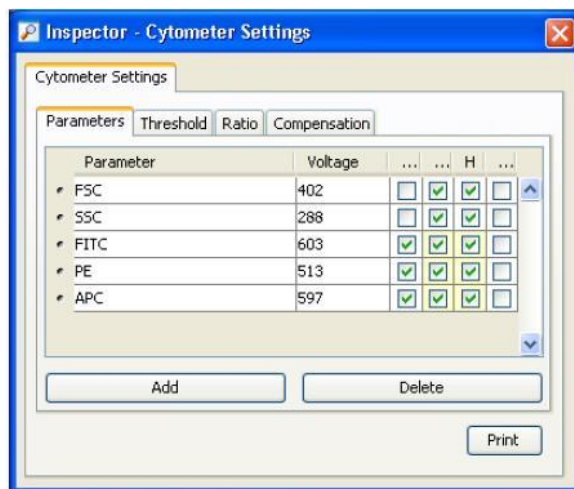 Inspector - Cytometer Settings
Cytometer Settings
Parameters Threshold Ratio Compensation
Parameter Voltage ... ... H ...
FSC 402
SSC 288
FITC 603
PE 513
APC 597
Add Delete
Print